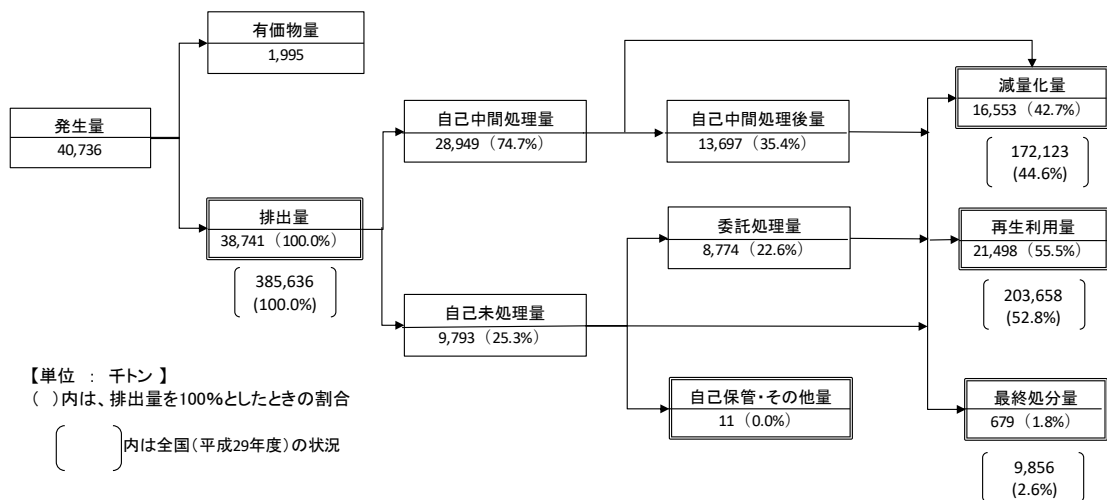 有価物量
1,995
発生量
40,736
自己中間処理量
28,949（74.7%）
自己中間処理後量
13,697（35.4%）
減量化量
16,553（42.7%）
172,123
(44.6%)
排出量
38,741（100.0%）
385,636
(100.0%)
委託処理量
8,774（22.6%）
再生利用量
21,498（55.5%）
203,658
(52.8%)
自己未処理量
9,793（25.3%）
自己保管・その他量
11（0.0%）
最終処分量
679（1.8%）
9,856
(2.6%)
【単位 ： 千トン 】
（ ）内は、排出量を100%としたときの割合
内は全国（平成29年度）の状況